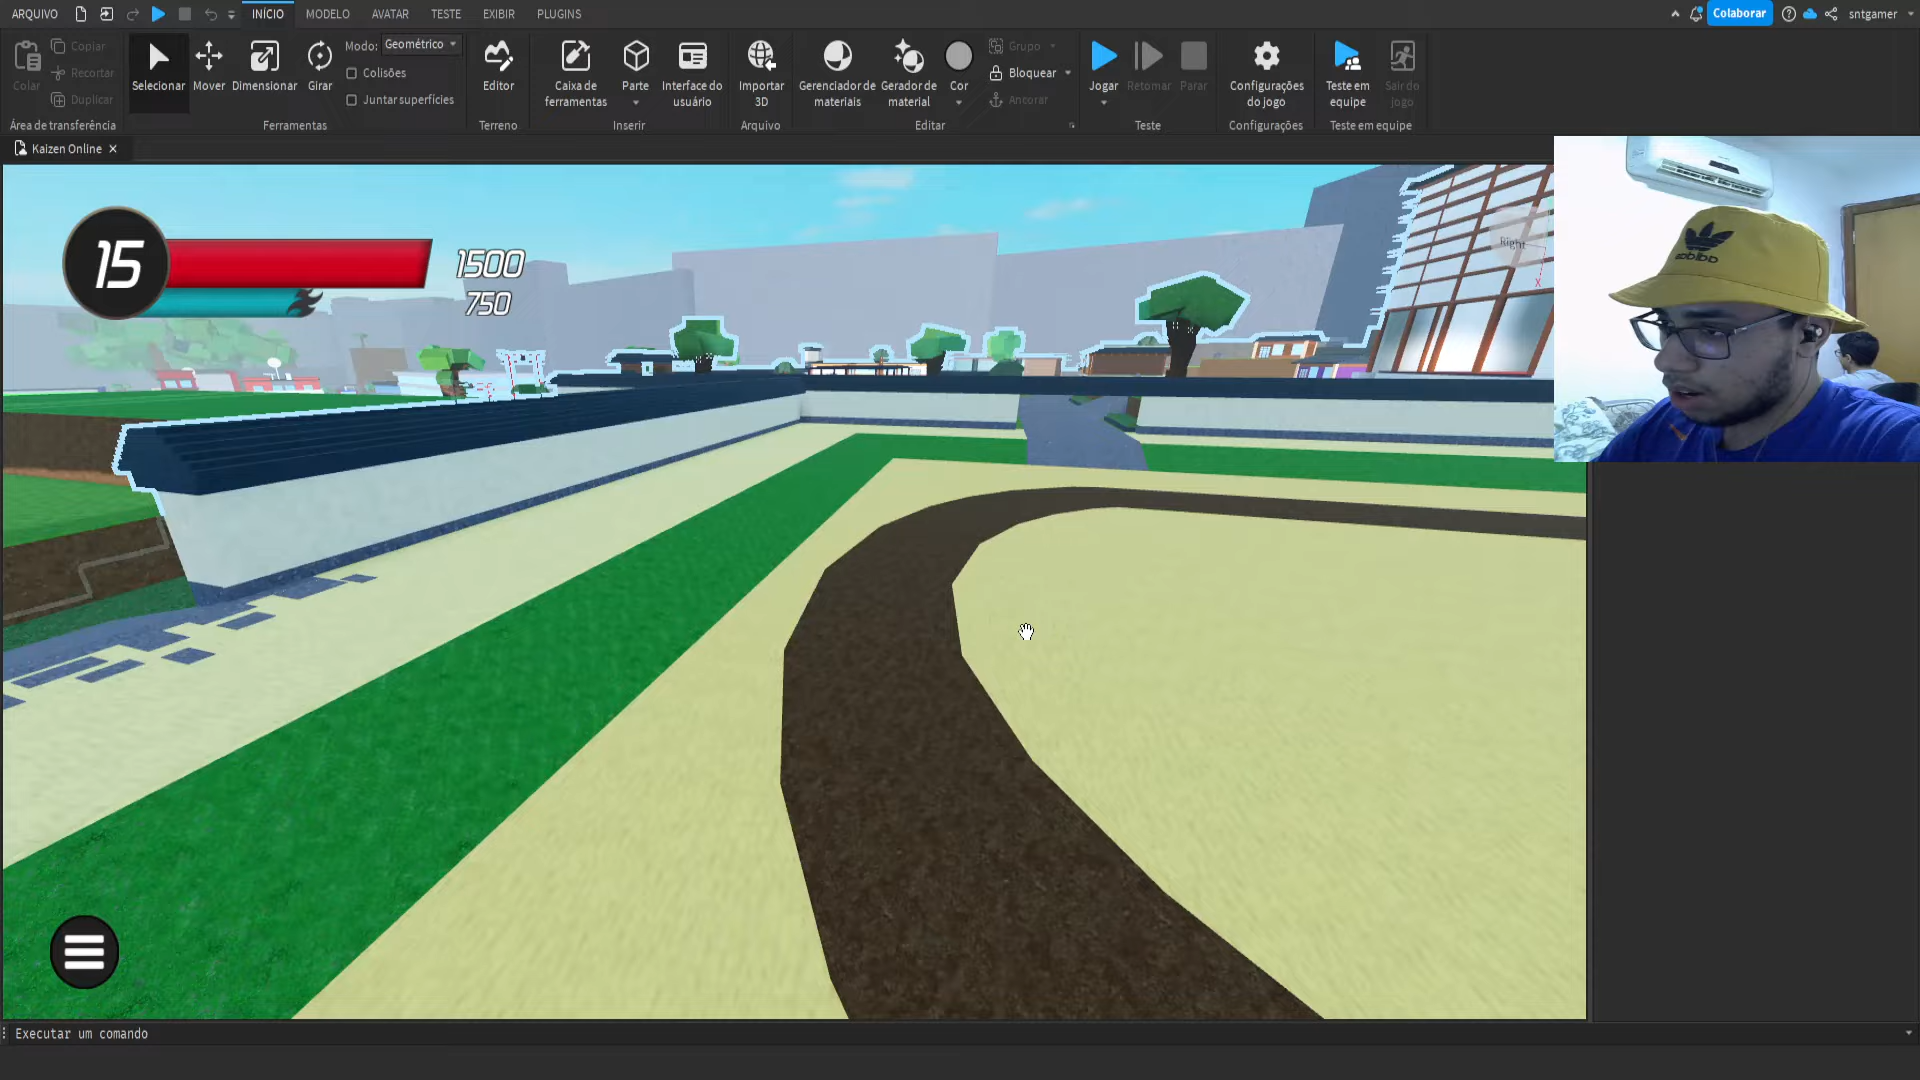 ARQUIVO INÍCIO MODELO AVATAR TESTE EXIBIR PLUGINS Colaborar sntgamer
Colar Copiar Recortar Duplicar
Área de transferência
Selecionar Mover Dimensionar Girar
Modo: Geométrico
Colisões
Juntar superfícies
Ferramentas
Editor
Terreno
Caixa de ferramentas
Parte
Interface do usuário
Inserir
Importar 3D
Arquivo
Gerenciador de materiais
Gerador de material
Cor
Grupo
Bloquear
Ancorar
Editar
Jogar Retomar Parar
Teste
Configurações do jogo
Configurações
Teste em equipe
Sair do jogo
Teste em equipe
Kaizen Online
15
1500
750
Right
X
adidas
Executar um comando